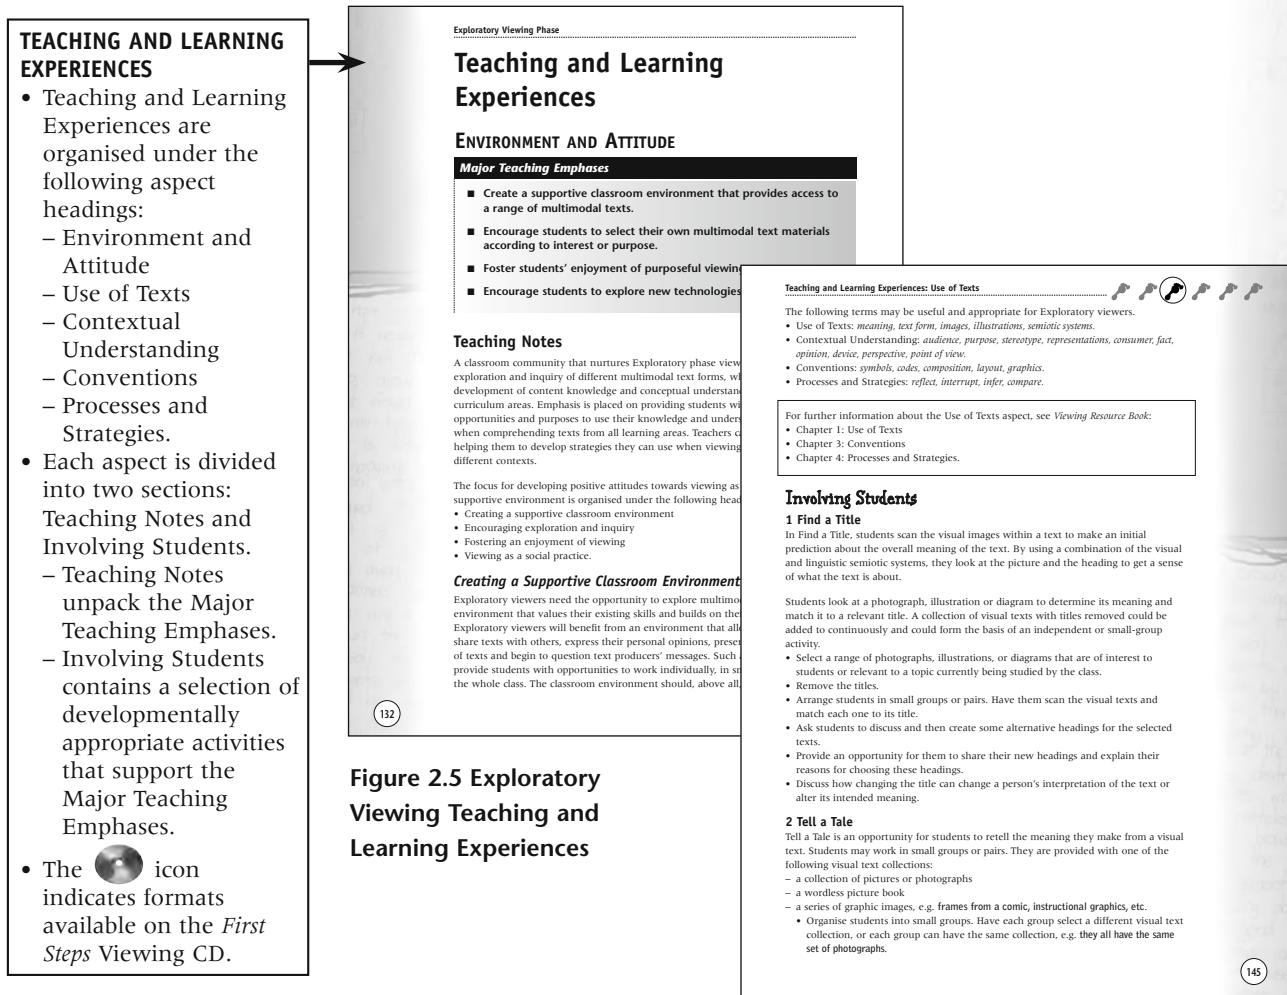 TEACHING AND LEARNING
EXPERIENCES
• Teaching and Learning
Experiences are
organised under the
following aspect
headings:
– Environment and
Attitude
– Use of Texts
– Contextual
Understanding
– Conventions
– Processes and
Strategies.
• Each aspect is divided
into two sections:
Teaching Notes and
Involving Students.
– Teaching Notes
unpack the Major
Teaching Emphases.
– Involving Students
contains a selection of
developmentally
appropriate activities
that support the
Major Teaching
Emphases.
• The icon
indicates formats
available on the First
Steps Viewing CD.
Exploratory Viewing Phase
Teaching and Learning
Experiences
ENVIRONMENT AND ATTITUDE
Major Teaching Emphases
■ Create a supportive classroom environment that provides access to
a range of multimodal texts.
■ Encourage students to select their own multimodal text materials
according to interest or purpose.
■ Foster students' enjoyment of purposeful viewing
■ Encourage students to explore new technologies
Teaching Notes
A classroom community that nurtures Exploratory phase view
exploration and inquiry of different multimodal text forms, wh
development of content knowledge and conceptual understan
curriculum areas. Emphasis is placed on providing students wi
opportunities and purposes to use their knowledge and unders
when comprehending texts from all learning areas. Teachers c
helping them to develop strategies they can use when viewing
different contexts.
The focus for developing positive attitudes towards viewing as
supportive environment is organised under the following head
• Creating a supportive classroom environment
• Encouraging exploration and inquiry
• Fostering an enjoyment of viewing
• Viewing as a social practice.
Creating a Supportive Classroom Environment
Exploratory viewers need the opportunity to explore multimo
environment that values their existing skills and builds on the
Exploratory viewers will benefit from an environment that allo
share texts with others, express their personal opinions, presen
of texts and begin to question text producers' messages. Such
provide students with opportunities to work individually, in sm
the whole class. The classroom environment should, above all,
132
Figure 2.5 Exploratory
Viewing Teaching and
Learning Experiences
Teaching and Learning Experiences: Use of Texts
The following terms may be useful and appropriate for Exploratory viewers.
• Use of Texts: meaning, text form, images, illustrations, semiotic systems.
• Contextual Understanding: audience, purpose, stereotype, representations, consumer, fact,
opinion, device, perspective, point of view.
• Conventions: symbols, codes, composition, layout, graphics.
• Processes and Strategies: reflect, interrupt, infer, compare.
For further information about the Use of Texts aspect, see Viewing Resource Book:
• Chapter 1: Use of Texts
• Chapter 3: Conventions
• Chapter 4: Processes and Strategies.
Involving Students
1 Find a Title
In Find a Title, students scan the visual images within a text to make an initial
prediction about the overall meaning of the text. By using a combination of the visual
and linguistic semiotic systems, they look at the picture and the heading to get a sense
of what the text is about.
Students look at a photograph, illustration or diagram to determine its meaning and
match it to a relevant title. A collection of visual texts with titles removed could be
added to continuously and could form the basis of an independent or small-group
activity.
• Select a range of photographs, illustrations, or diagrams that are of interest to
students or relevant to a topic currently being studied by the class.
• Remove the titles.
• Arrange students in small groups or pairs. Have them scan the visual texts and
match each one to its title.
• Ask students to discuss and then create some alternative headings for the selected
texts.
• Provide an opportunity for them to share their new headings and explain their
reasons for choosing these headings.
• Discuss how changing the title can change a person's interpretation of the text or
alter its intended meaning.
2 Tell a Tale
Tell a Tale is an opportunity for students to retell the meaning they make from a visual
text. Students may work in small groups or pairs. They are provided with one of the
following visual text collections:
– a collection of pictures or photographs
– a wordless picture book
– a series of graphic images, e.g. frames from a comic, instructional graphics, etc.
• Organise students into small groups. Have each group select a different visual text
collection, or each group can have the same collection, e.g. they all have the same
set of photographs.
145